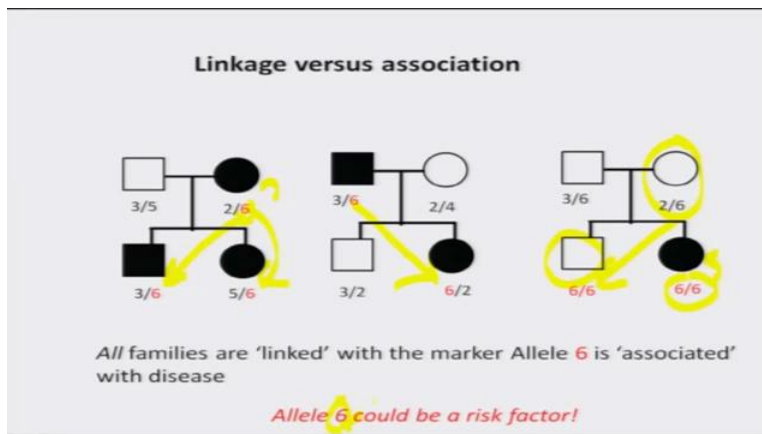 Linkage versus association
3/5 2/6 3/6 2/4 3/6 2/6
3/6 5/6 3/2 6/2 6/6 6/6
All families are 'linked' with the marker Allele 6 is 'associated'
with disease
Allele 6 could be a risk factor!